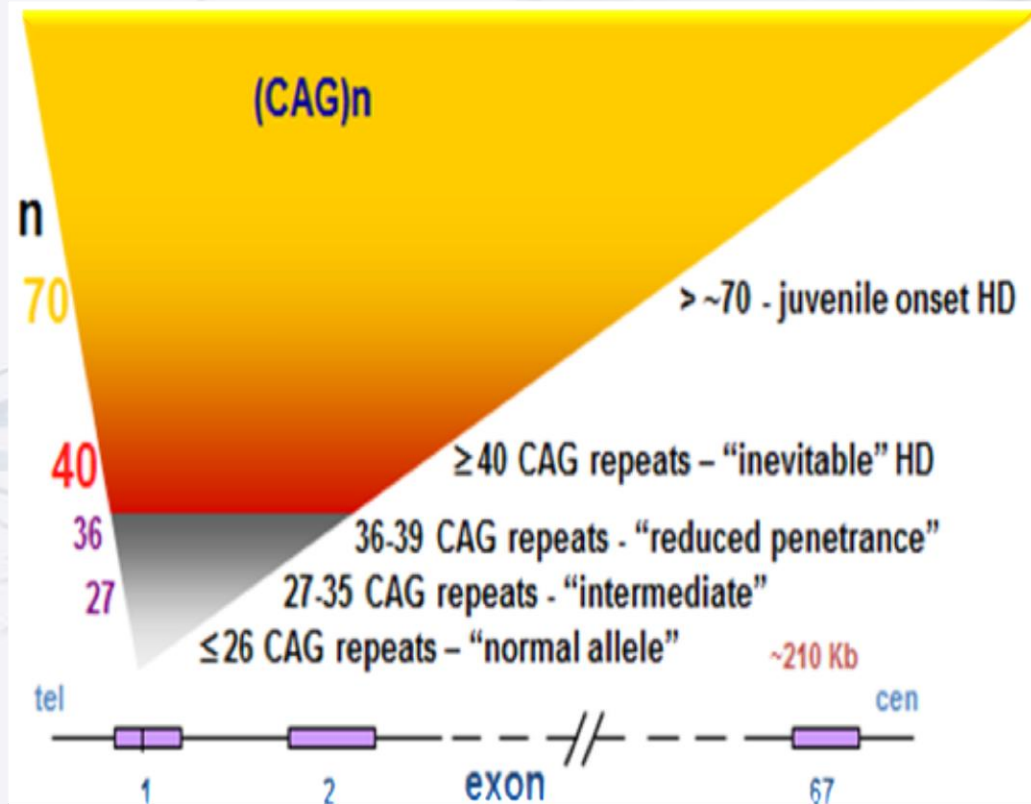 (CAG)n
n
70
> ~70 - juvenile onset HD
40
≥40 CAG repeats – “inevitable” HD
36
36-39 CAG repeats - “reduced penetrance”
27
27-35 CAG repeats - “intermediate”
≤26 CAG repeats – “normal allele”
~210 Kb
tel
cen
1
2
exon
67